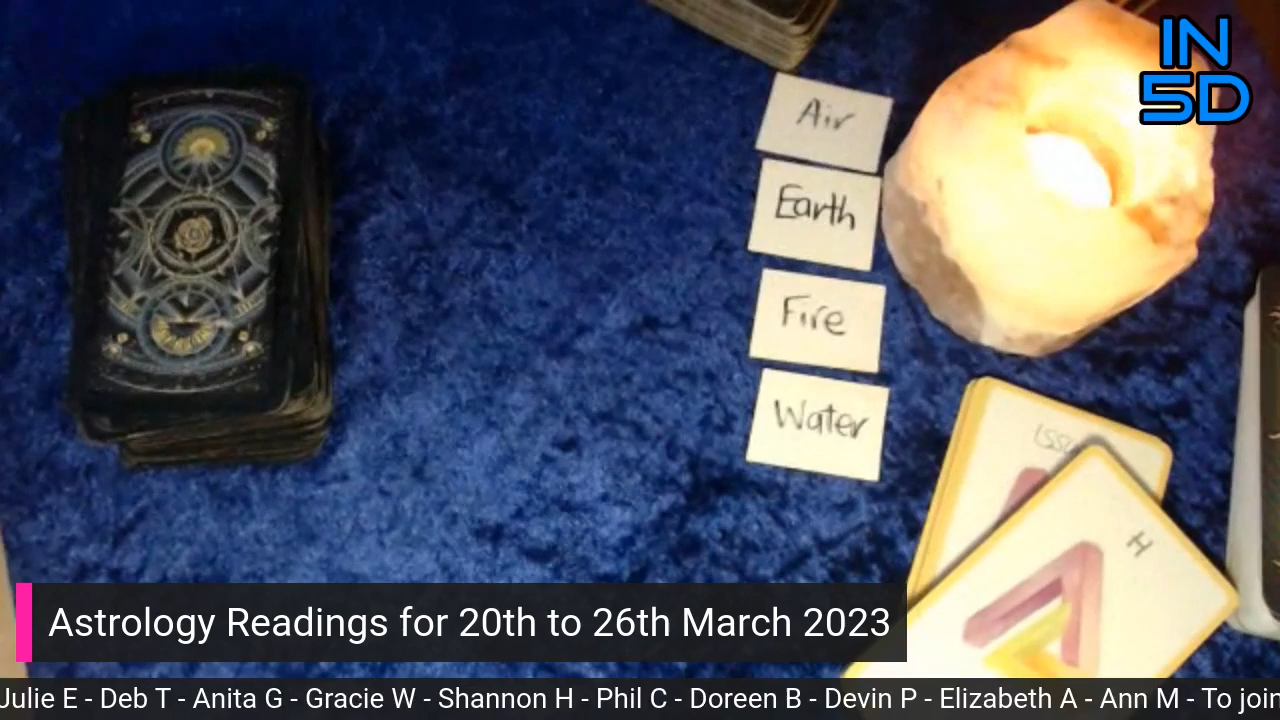 IN
5D
Air
Earth
Fire
Water
H
Astrology Readings for 20th to 26th March 2023
Julie E - Deb T - Anita G - Gracie W - Shannon H - Phil C - Doreen B - Devin P - Elizabeth A - Ann M - To join